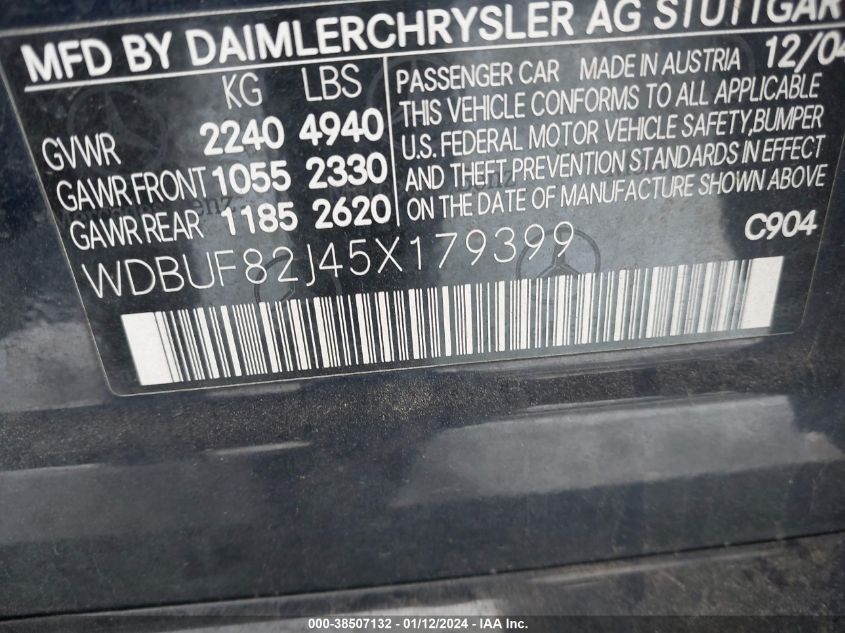 MFD BY DAIMLERCHRYSLER AG STUTTGAR
KG LBS
GVWR 2240 4940
GAWR FRONT 1055 2330
GAWR REAR 1185 2620
PASSENGER CAR MADE IN AUSTRIA 12/04
THIS VEHICLE CONFORMS TO ALL APPLICABLE
U.S. FEDERAL MOTOR VEHICLE SAFETY,BUMPER
AND THEFT PREVENTION STANDARDS IN EFFECT
ON THE DATE OF MANUFACTURE SHOWN ABOVE
C904
WDBUF82J45X179399
000-38507132 - 01/12/2024 - IAA Inc.